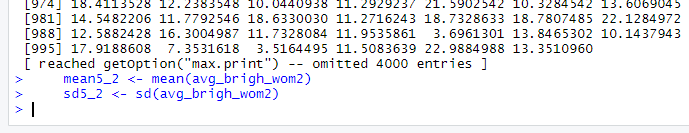 [974] 18.4113528 12.2383548 10.0440938 11.2929237 21.5902542 10.3284542 13.6069045
[981] 14.5482206 11.7792546 18.6330030 11.2716243 18.7328633 18.7807485 22.1284972
[988] 12.5882428 16.3004987 11.7328084 11.9535861 3.6961301 13.8465302 10.1437943
[995] 17.9188608 7.3531618 3.5164495 11.5083639 22.9884988 13.3510960
[ reached getOption("max.print") -- omitted 4000 entries ]
> mean5_2 <- mean(avg_brigh_wom2)
> sd5_2 <- sd(avg_brigh_wom2)
>